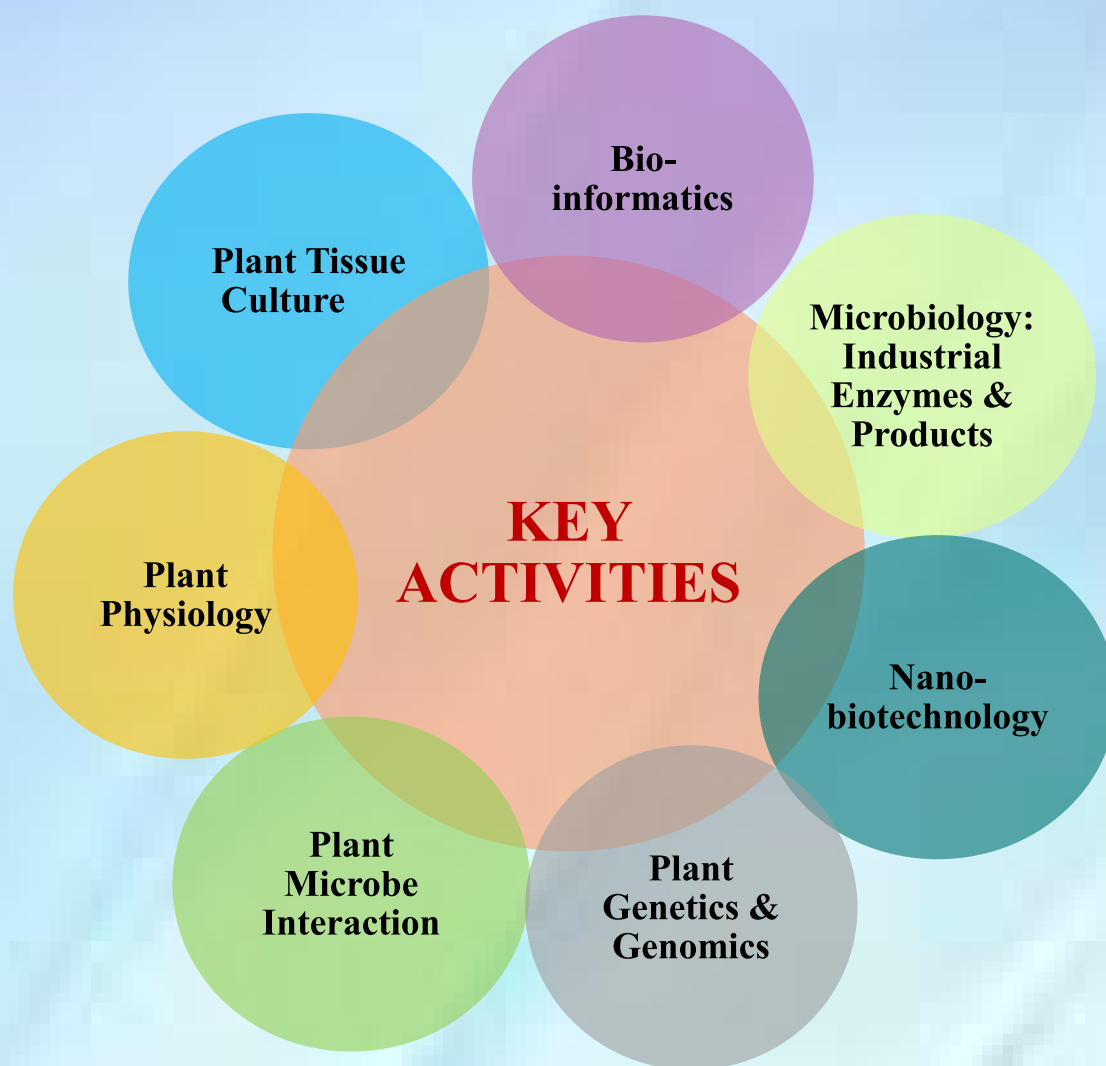 Bio-
informatics
Plant Tissue
Culture
Microbiology:
Industrial
Enzymes &
Products
KEY
ACTIVITIES
Plant
Physiology
Nano-
biotechnology
Plant
Microbe
Interaction
Plant
Genetics &
Genomics